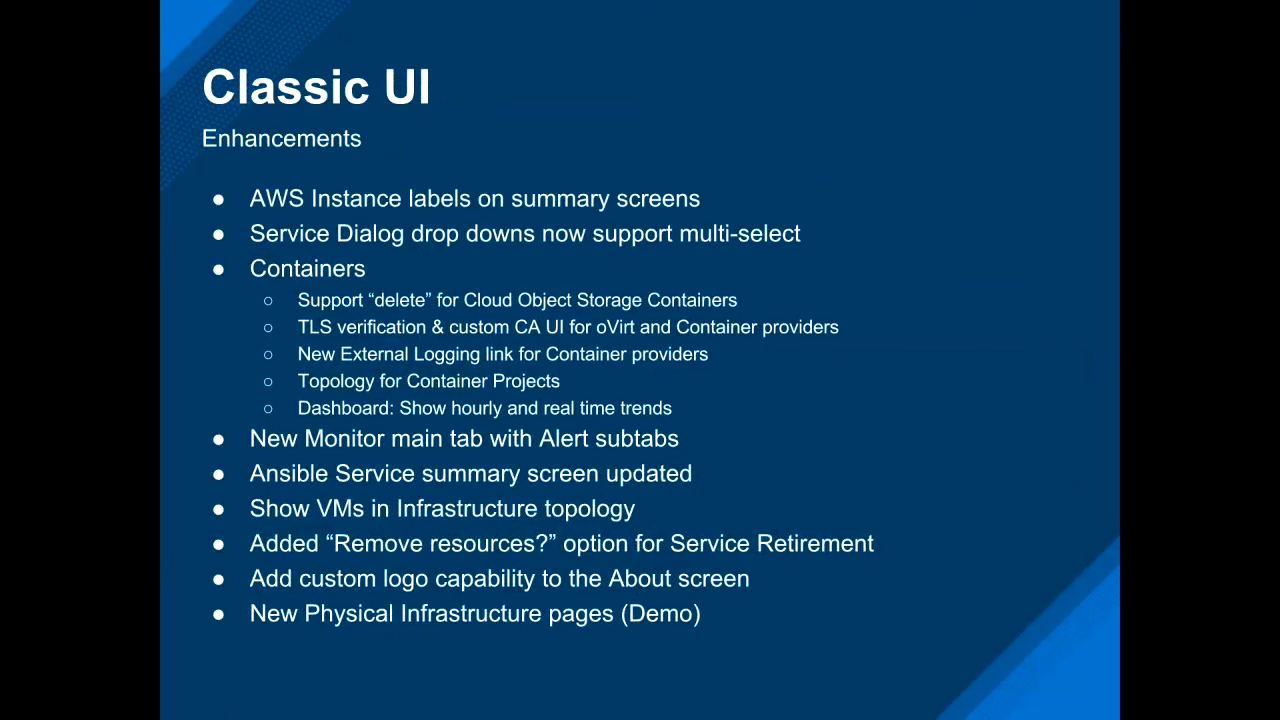 Classic UI
Enhancements
● AWS Instance labels on summary screens
● Service Dialog drop downs now support multi-select
● Containers
○ Support “delete” for Cloud Object Storage Containers
○ TLS verification & custom CA UI for oVirt and Container providers
○ New External Logging link for Container providers
○ Topology for Container Projects
○ Dashboard: Show hourly and real time trends
● New Monitor main tab with Alert subtabs
● Ansible Service summary screen updated
● Show VMs in Infrastructure topology
● Added “Remove resources?” option for Service Retirement
● Add custom logo capability to the About screen
● New Physical Infrastructure pages (Demo)